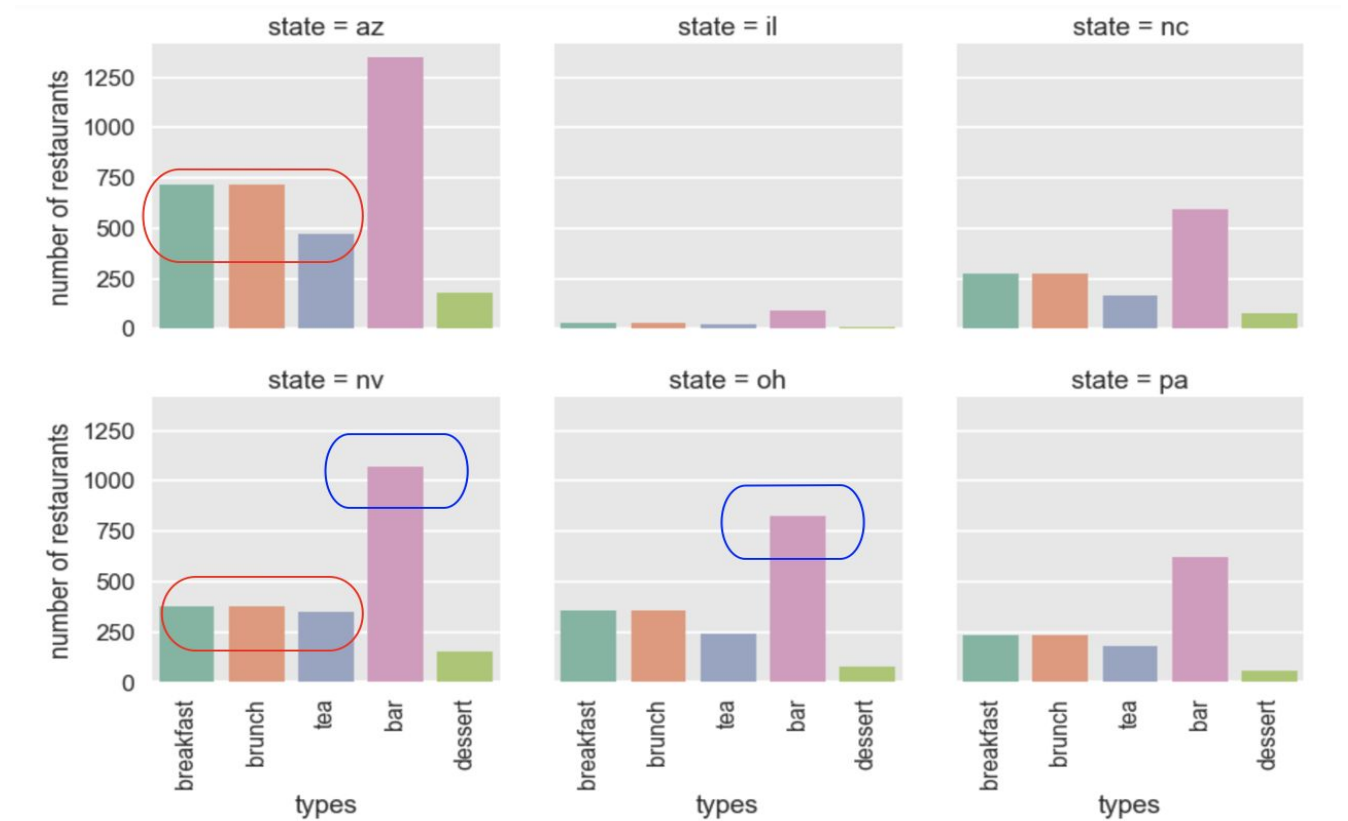 state = az
state = il
state = nc
number of restaurants
1250
1000
750
500
250
0
state = nv
state = oh
state = pa
number of restaurants
1250
1000
750
500
250
0
breakfast
brunch
tea
bar
dessert
breakfast
brunch
tea
bar
dessert
breakfast
brunch
tea
bar
dessert
types
types
types